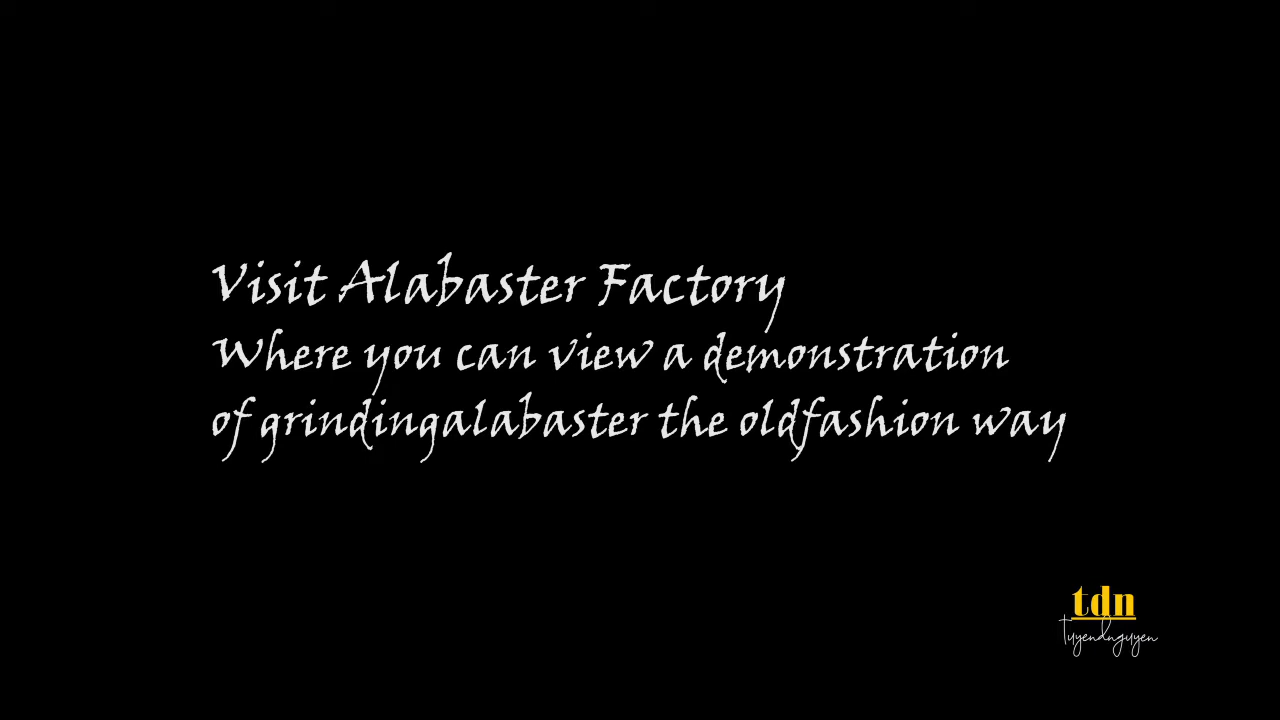 Visit Alabaster Factory
Where you can view a demonstration
of grindingalabaster the oldfashion way
tdn
tuyendnguyen